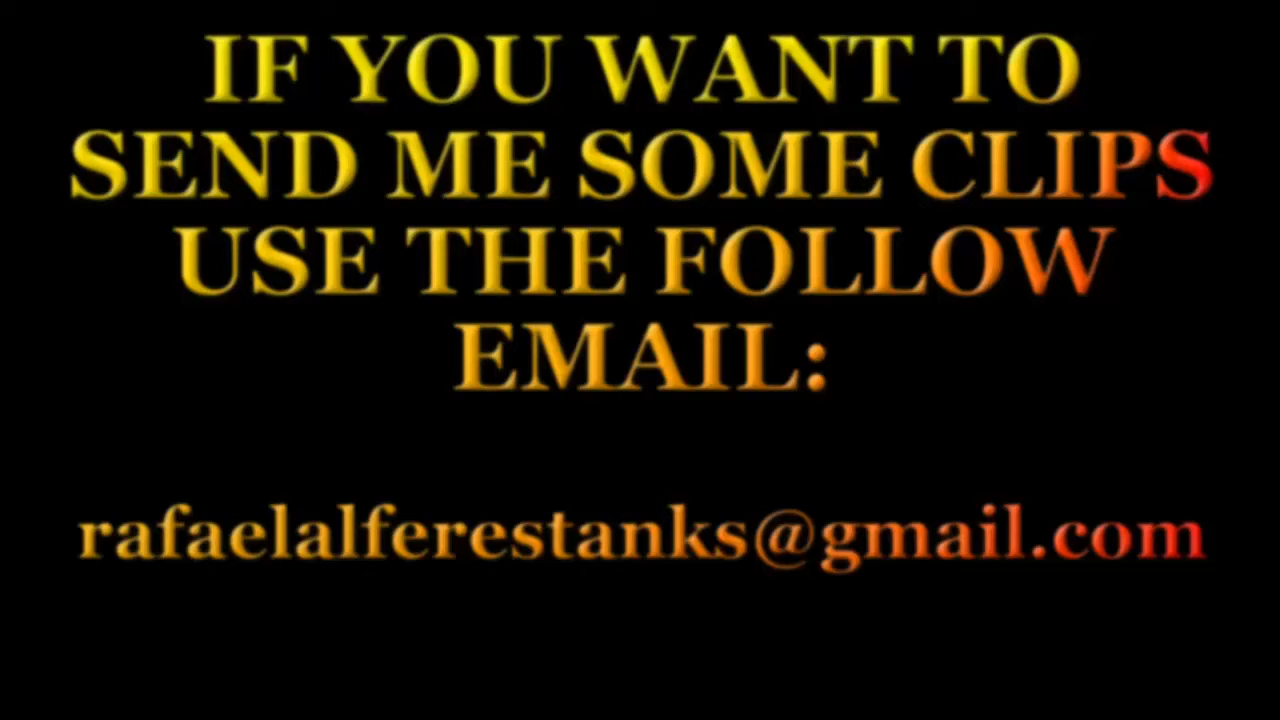 IF YOU WANT TO
SEND ME SOME CLIPS
USE THE FOLLOW
EMAIL:
rafaelalferestanks@gmail.com